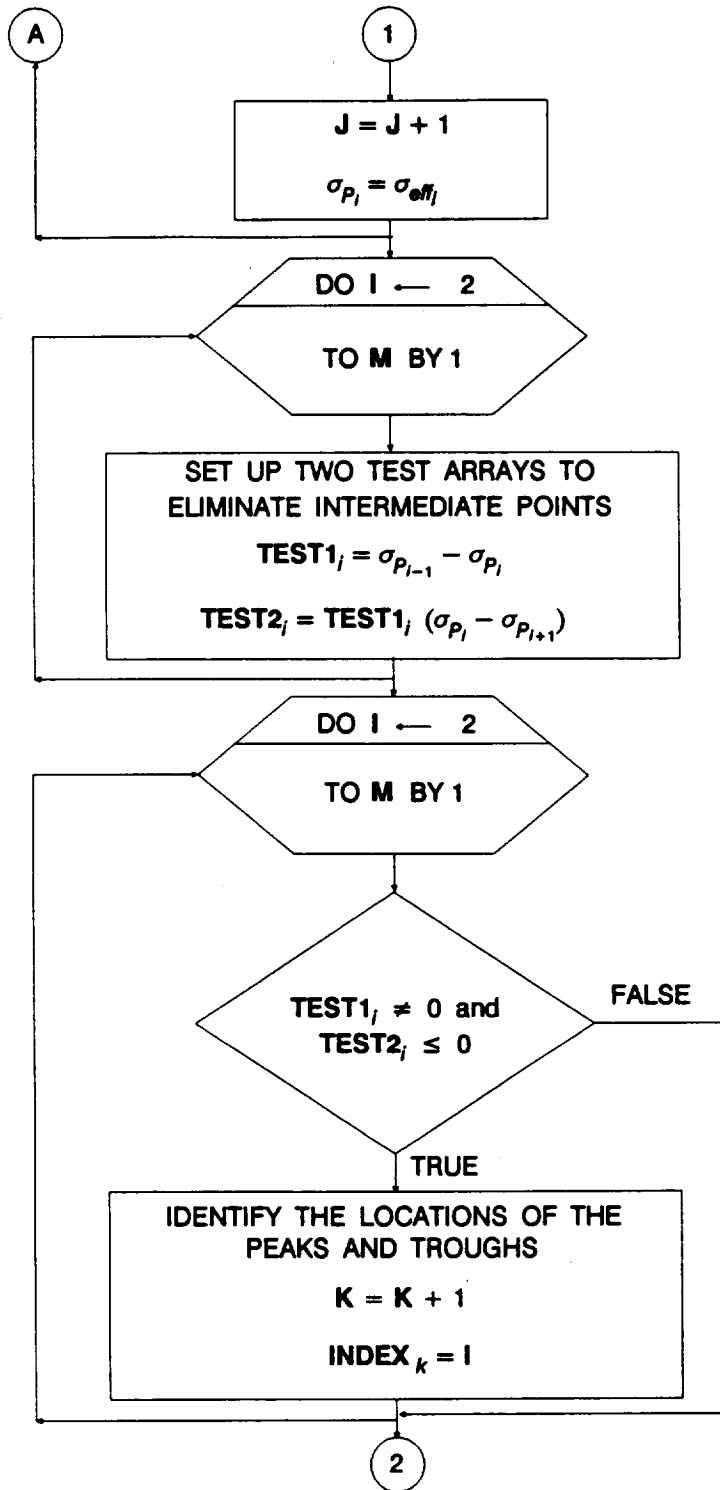 A
1
J = J + 1
σ_{P_i} = σ_{eff_i}
DO I ← 2
TO M BY 1
SET UP TWO TEST ARRAYS TO
ELIMINATE INTERMEDIATE POINTS
TEST1_i = σ_{P_{i-1}} − σ_{P_i}
TEST2_i = TEST1_i (σ_{P_i} − σ_{P_{i+1}})
DO I ← 2
TO M BY 1
TEST1_i ≠ 0 and
TEST2_i ≤ 0
FALSE
TRUE
IDENTIFY THE LOCATIONS OF THE
PEAKS AND TROUGHS
K = K + 1
INDEX_k = I
2